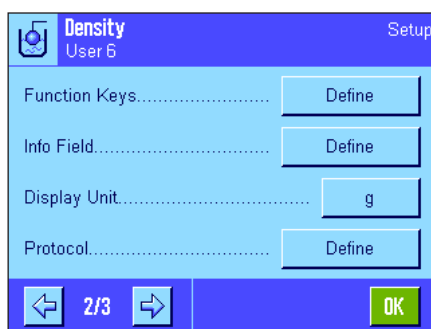 Density
Setup
User 6
Function Keys........................ Define
Info Field................................ Define
Display Unit................................... g
Protocol................................. Define
2/3
OK